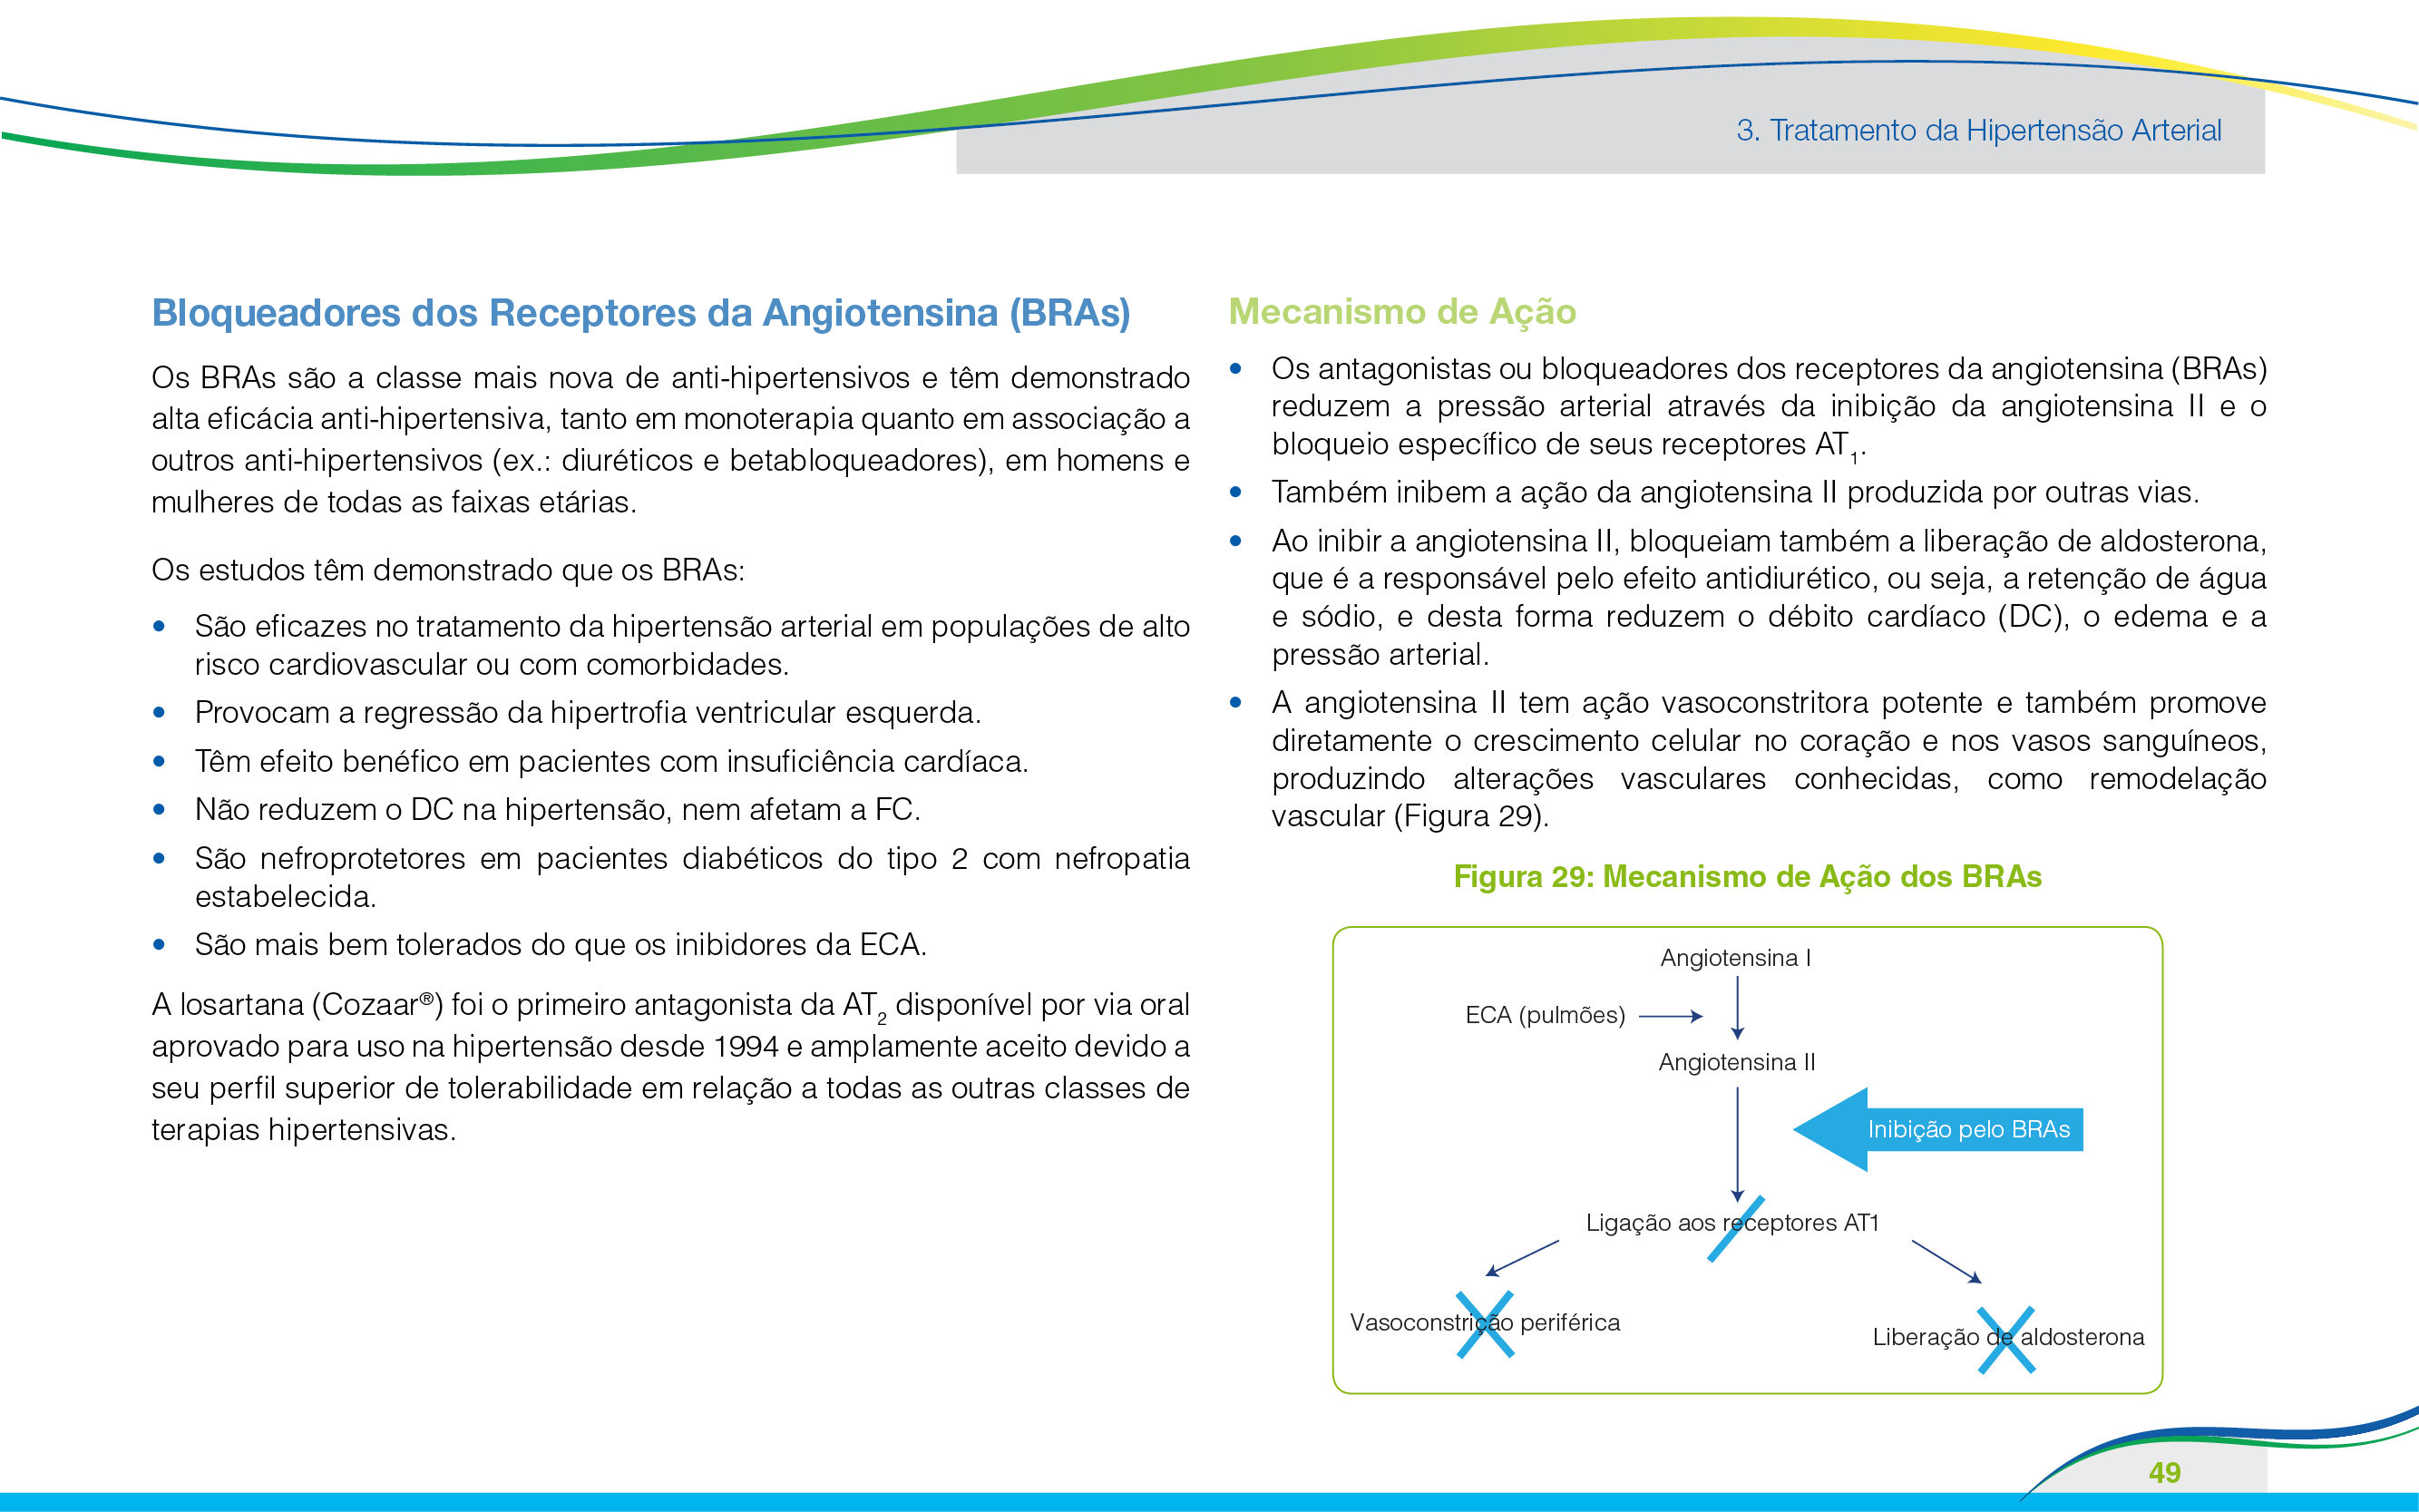 3. Tratamento da Hipertensão Arterial
Bloqueadores dos Receptores da Angiotensina (BRAs)
Os BRAs são a classe mais nova de anti-hipertensivos e têm demonstrado
alta eficácia anti-hipertensiva, tanto em monoterapia quanto em associação a
outros anti-hipertensivos (ex.: diuréticos e betabloqueadores), em homens e
mulheres de todas as faixas etárias.
Os estudos têm demonstrado que os BRAs:
• São eficazes no tratamento da hipertensão arterial em populações de alto
risco cardiovascular ou com comorbidades.
• Provocam a regressão da hipertrofia ventricular esquerda.
• Têm efeito benéfico em pacientes com insuficiência cardíaca.
• Não reduzem o DC na hipertensão, nem afetam a FC.
• São nefroprotetores em pacientes diabéticos do tipo 2 com nefropatia
estabelecida.
• São mais bem tolerados do que os inibidores da ECA.
A losartana (Cozaar®) foi o primeiro antagonista da AT2 disponível por via oral
aprovado para uso na hipertensão desde 1994 e amplamente aceito devido a
seu perfil superior de tolerabilidade em relação a todas as outras classes de
terapias hipertensivas.
Mecanismo de Ação
• Os antagonistas ou bloqueadores dos receptores da angiotensina (BRAs)
reduzem a pressão arterial através da inibição da angiotensina II e o
bloqueio específico de seus receptores AT1.
• Também inibem a ação da angiotensina II produzida por outras vias.
• Ao inibir a angiotensina II, bloqueiam também a liberação de aldosterona,
que é a responsável pelo efeito antidiurético, ou seja, a retenção de água
e sódio, e desta forma reduzem o débito cardíaco (DC), o edema e a
pressão arterial.
• A angiotensina II tem ação vasoconstritora potente e também promove
diretamente o crescimento celular no coração e nos vasos sanguíneos,
produzindo alterações vasculares conhecidas, como remodelação
vascular (Figura 29).
Figura 29: Mecanismo de Ação dos BRAs
Angiotensina I
ECA (pulmões)
Angiotensina II
Inibição pelo BRAs
Ligação aos receptores AT1
Vasoconstrição periférica
Liberação de aldosterona
49